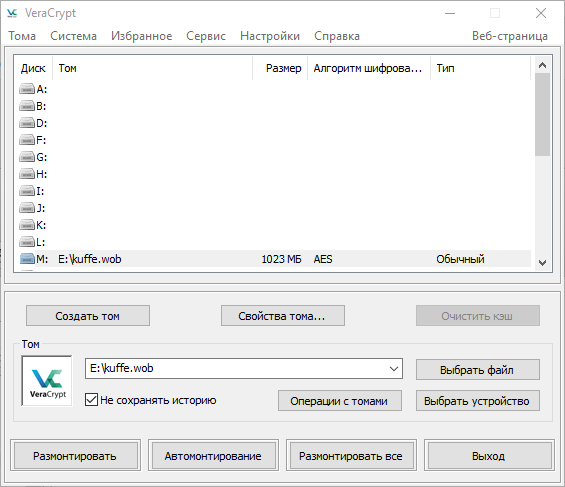 VeraCrypt
Тома Система Избранное Сервис Настройки Справка Веб-страница
Диск Том Размер Алгоритм шифрова... Тип
A:
B:
D:
F:
G:
H:
I:
J:
K:
L:
M: E:\kuffe.wob 1023 МБ AES Обычный
Создать том Свойства тома... Очистить кэш
Том
E:\kuffe.wob Выбрать файл
VeraCrypt
Не сохранять историю Операции с томами Выбрать устройство
Размонтировать Автомонтирование Размонтировать все Выход